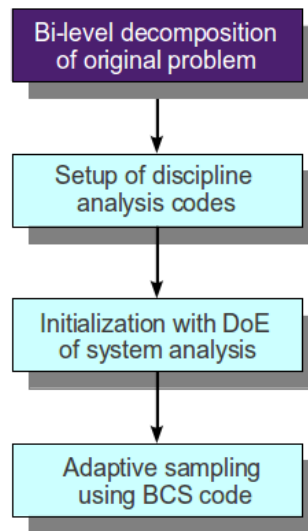 Bi-level decomposition
of original problem
Setup of discipline
analysis codes
Initialization with DoE
of system analysis
Adaptive sampling
using BCS code